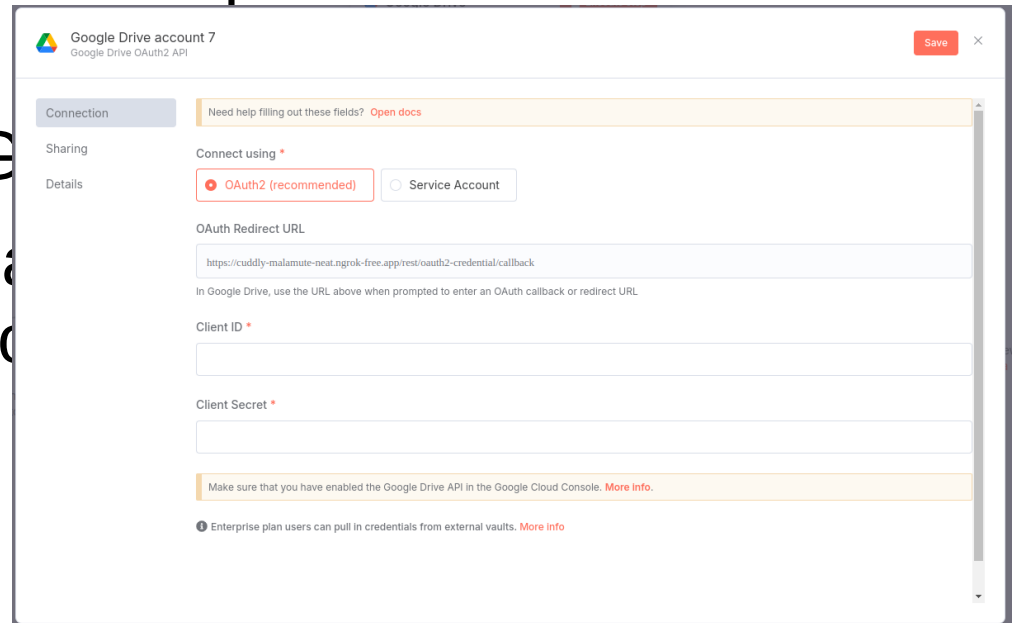 Google Drive account 7
Google Drive OAuth2 API
Save
Connection
Sharing
Details
Need help filling out these fields? Open docs
Connect using *
OAuth2 (recommended)
Service Account
OAuth Redirect URL
https://cuddly-malamute-neat.ngrok-free.app/rest/oauth2-credential/callback
In Google Drive, use the URL above when prompted to enter an OAuth callback or redirect URL
Client ID *
Client Secret *
Make sure that you have enabled the Google Drive API in the Google Cloud Console. More info.
Enterprise plan users can pull in credentials from external vaults. More info